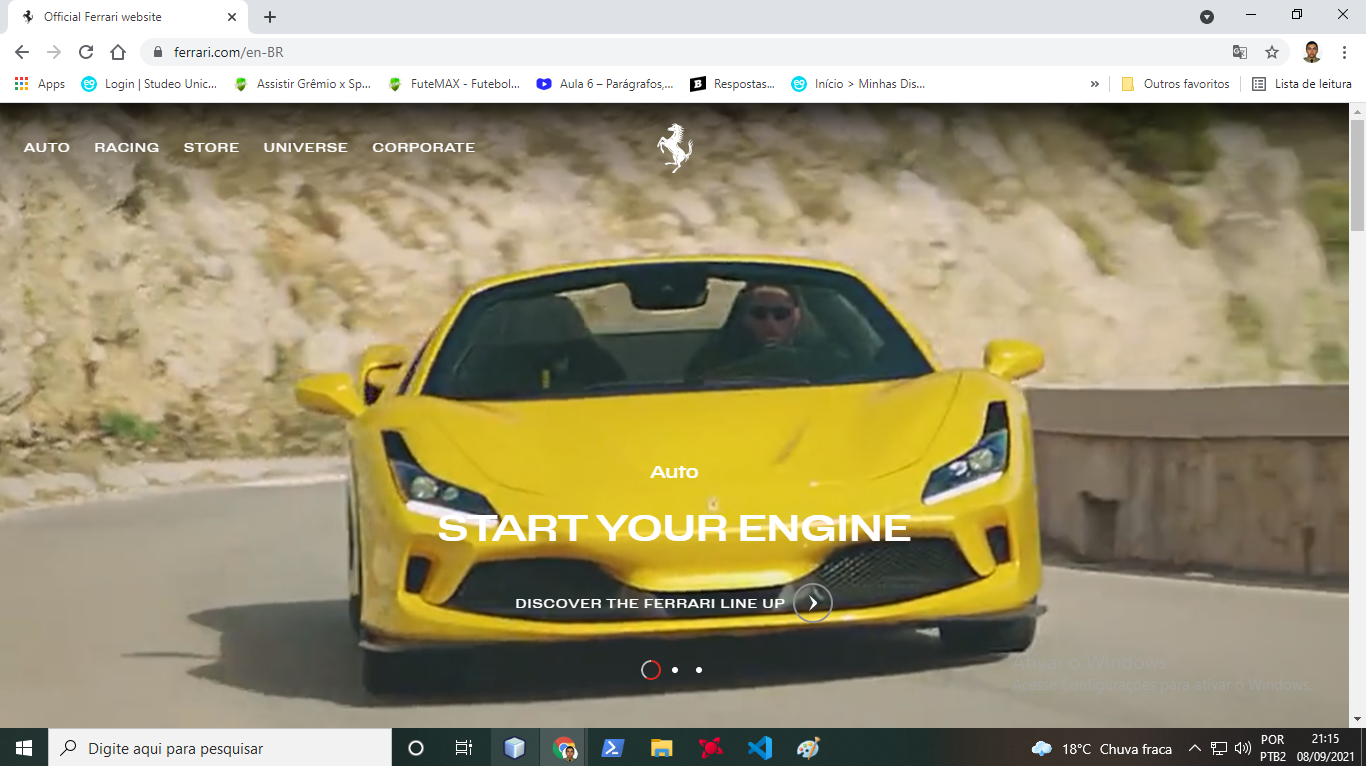 Official Ferrari website
ferrari.com/en-BR
Apps
Login | Studeo Unic...
Assistir Grêmio x Sp...
FuteMAX - Futebol...
Aula 6 – Parágrafos,...
Respostas...
Início > Minhas Dis...
»
Outros favoritos
Lista de leitura
AUTO RACING STORE UNIVERSE CORPORATE
Auto
START YOUR ENGINE
DISCOVER THE FERRARI LINE UP
Ativar o Windows
Acesse Configurações para ativar o Windows.
Digite aqui para pesquisar
18°C Chuva fraca
POR
PTB2
21:15
08/09/2021